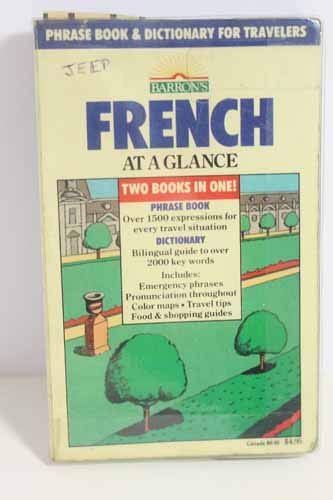 PHRASE BOOK & DICTIONARY FOR TRAVELERS
JEEP
BARRON'S
FRENCH
AT A GLANCE
TWO BOOKS IN ONE!
PHRASE BOOK
Over 1500 expressions for
every travel situation
DICTIONARY
Bilingual guide to over
2000 key words
Includes:
Emergency phrases
Pronunciation throughout
Color maps • Travel tips
Food & shopping guides
Canada $4.95